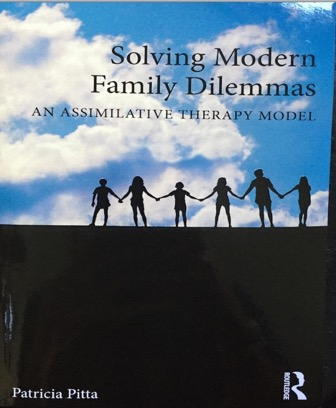 Solving Modern
Family Dilemmas
AN ASSIMILATIVE THERAPY MODEL
Patricia Pitta
ROUTLEDGE